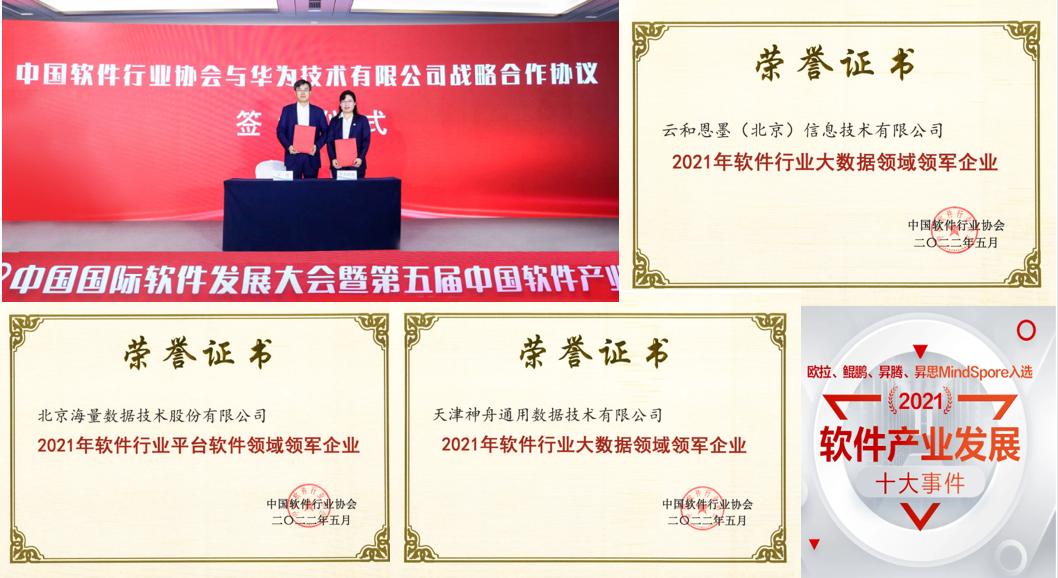 中国软件行业协会与华为技术有限公司战略合作协议
签
式
中国国际软件发展大会暨第五届中国软件产业
荣誉证书
云和恩墨（北京）信息技术有限公司
2021年软件行业大数据领域领军企业
中国软件行业协会
二〇二二年五月
荣誉证书
北京海量数据技术股份有限公司
2021年软件行业平台软件领域领军企业
中国软件行业协会
二〇二二年五月
荣誉证书
天津神舟通用数据技术有限公司
2021年软件行业大数据领域领军企业
中国软件行业协会
二〇二二年五月
欧拉、鲲鹏、昇腾、昇思MindSpore入选
2021
软件产业发展
十大事件